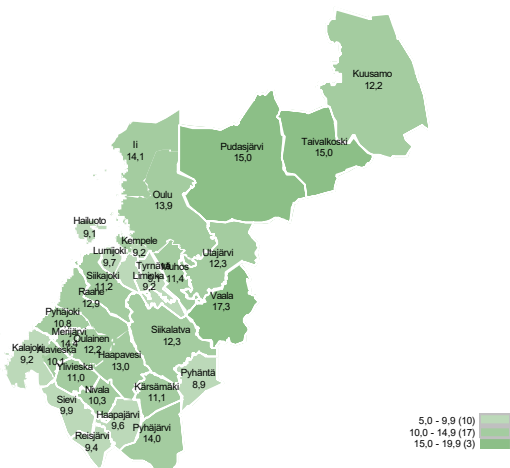 Kuusamo
12,2
Taivalkoski
15,0
Pudasjärvi
15,0
Ii
14,1
Oulu
13,9
Hailuoto
9,1
Kempele
9,2
Lumijoki
9,7
Utajärvi
12,3
Muhos
11,4
Liminka
9,2
Siikajoki
11,2
Raahe
12,9
Vaala
17,3
Pyhäjoki
10,8
Siikalatva
12,3
Merijärvi
14,4
Oulainen
12,2
Kalajoki
9,2
Alavieska
10,1
Haapavesi
13,0
Ylivieska
11,0
Pyhäntä
8,9
Kärsämäki
11,1
Nivala
10,3
Sievi
9,9
Haapajärvi
9,6
Pyhäjärvi
14,0
Reisjärvi
9,4
5,0 - 9,9 (10)
10,0 - 14,9 (17)
15,0 - 19,9 (3)